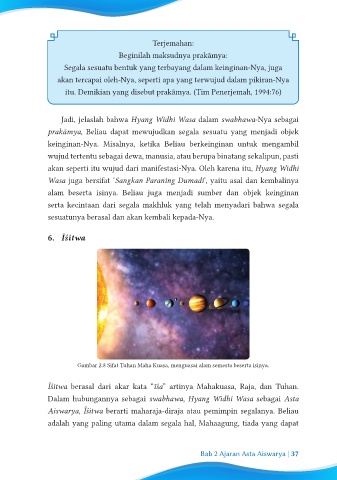 Terjemahan:
Beginilah maksudnya prakāmya:
Segala sesuatu bentuk yang terbayang dalam keinginan-Nya, juga
akan tercapai oleh-Nya, seperti apa yang terwujud dalam pikiran-Nya
itu. Demikian yang disebut prakāmya. (Tim Penerjemah, 1994:76)
Jadi, jelaslah bahwa Hyang Widhi Wasa dalam swabhawa-Nya sebagai
prakāmya, Beliau dapat mewujudkan segala sesuatu yang menjadi objek
keinginan-Nya. Misalnya, ketika Beliau berkeinginan untuk mengambil
wujud tertentu sebagai dewa, manusia, atau berupa binatang sekalipun, pasti
akan seperti itu wujud dari manifestasi-Nya. Oleh karena itu, Hyang Widhi
Wasa juga bersifat 'Sangkan Paraning Dumadi', yaitu asal dan kembalinya
alam beserta isinya. Beliau juga menjadi sumber dan objek keinginan
serta kecintaan dari segala makhluk yang telah menyadari bahwa segala
sesuatunya berasal dan akan kembali kepada-Nya.
6. Īśitwa
Gambar 2.8 Sifat Tuhan Maha Kuasa, menguasai alam semesta beserta isinya.
Īśitwa berasal dari akar kata "īśa" artinya Mahakuasa, Raja, dan Tuhan.
Dalam hubungannya sebagai swabhawa, Hyang Widhi Wasa sebagai Asta
Aiswarya, Īśitwa berarti maharaja-diraja atau pemimpin segalanya. Beliau
adalah yang paling utama dalam segala hal, Mahaagung, tiada yang dapat
Bab 2 Ajaran Asta Aiswarya | 37